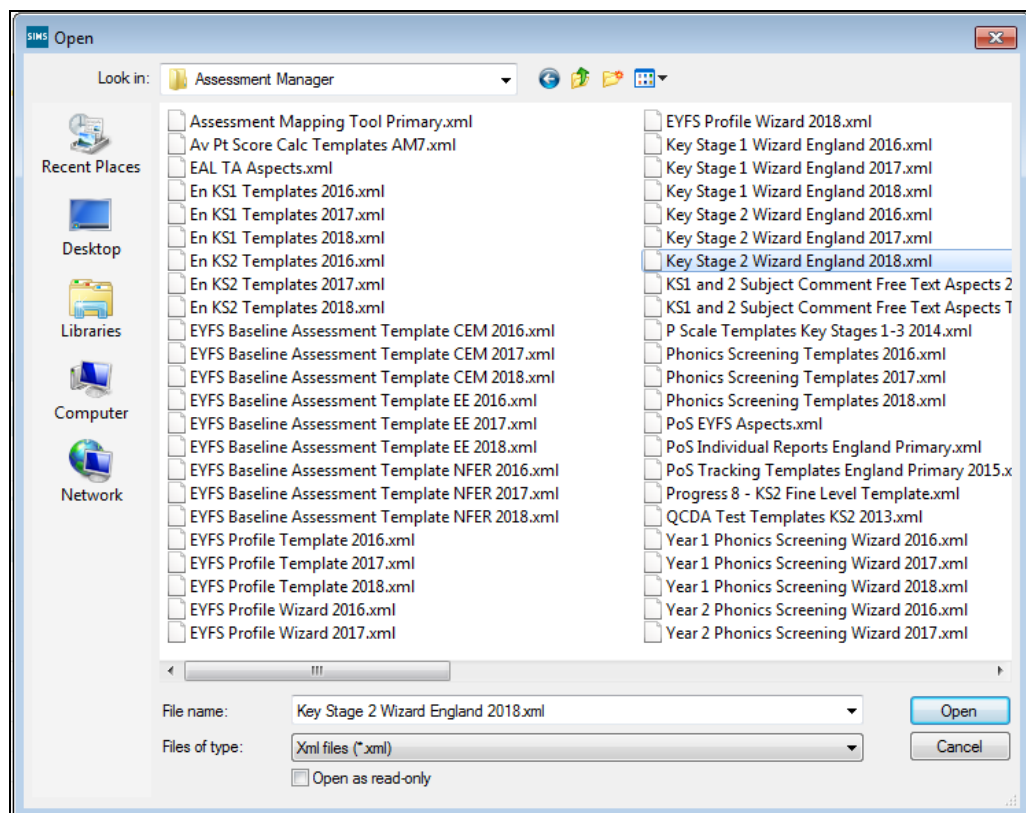 SIMS Open
Look in:
Assessment Manager
Recent Places
Desktop
Libraries
Computer
Network
Assessment Mapping Tool Primary.xml
Av Pt Score Calc Templates AM7.xml
EAL TA Aspects.xml
En KS1 Templates 2016.xml
En KS1 Templates 2017.xml
En KS1 Templates 2018.xml
En KS2 Templates 2016.xml
En KS2 Templates 2017.xml
En KS2 Templates 2018.xml
EYFS Baseline Assessment Template CEM 2016.xml
EYFS Baseline Assessment Template CEM 2017.xml
EYFS Baseline Assessment Template CEM 2018.xml
EYFS Baseline Assessment Template EE 2016.xml
EYFS Baseline Assessment Template EE 2017.xml
EYFS Baseline Assessment Template EE 2018.xml
EYFS Baseline Assessment Template NFER 2016.xml
EYFS Baseline Assessment Template NFER 2017.xml
EYFS Baseline Assessment Template NFER 2018.xml
EYFS Profile Template 2016.xml
EYFS Profile Template 2017.xml
EYFS Profile Template 2018.xml
EYFS Profile Wizard 2016.xml
EYFS Profile Wizard 2017.xml
EYFS Profile Wizard 2018.xml
Key Stage 1 Wizard England 2016.xml
Key Stage 1 Wizard England 2017.xml
Key Stage 1 Wizard England 2018.xml
Key Stage 2 Wizard England 2016.xml
Key Stage 2 Wizard England 2017.xml
Key Stage 2 Wizard England 2018.xml
KS1 and 2 Subject Comment Free Text Aspects 2
KS1 and 2 Subject Comment Free Text Aspects T
P Scale Templates Key Stages 1-3 2014.xml
Phonics Screening Templates 2016.xml
Phonics Screening Templates 2017.xml
Phonics Screening Templates 2018.xml
PoS EYFS Aspects.xml
PoS Individual Reports England Primary.xml
PoS Tracking Templates England Primary 2015.x
Progress 8 - KS2 Fine Level Template.xml
QCDA Test Templates KS2 2013.xml
Year 1 Phonics Screening Wizard 2016.xml
Year 1 Phonics Screening Wizard 2017.xml
Year 1 Phonics Screening Wizard 2018.xml
Year 2 Phonics Screening Wizard 2016.xml
Year 2 Phonics Screening Wizard 2017.xml
File name:
Key Stage 2 Wizard England 2018.xml
Open
Files of type:
Xml files (*.xml)
Cancel
Open as read-only